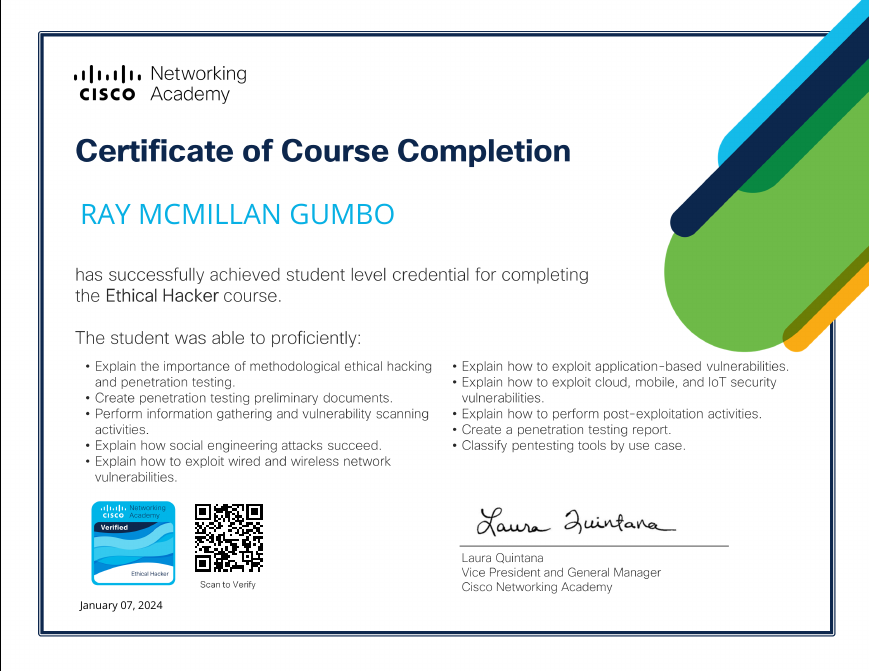 Networking
CISCO Academy
Certificate of Course Completion
RAY MCMILLAN GUMBO
has successfully achieved student level credential for completing
the Ethical Hacker course.
The student was able to proficiently:
• Explain the importance of methodological ethical hacking
and penetration testing.
• Create penetration testing preliminary documents.
• Perform information gathering and vulnerability scanning
activities.
• Explain how social engineering attacks succeed.
• Explain how to exploit wired and wireless network
vulnerabilities.
• Explain how to exploit application-based vulnerabilities.
• Explain how to exploit cloud, mobile, and IoT security
vulnerabilities.
• Explain how to perform post-exploitation activities.
• Create a penetration testing report.
• Classify pentesting tools by use case.
Networking
CISCO Academy
Verified
Ethical Hacker
Scan to Verify
January 07, 2024
Laura Quintana
Laura Quintana
Vice President and General Manager
Cisco Networking Academy